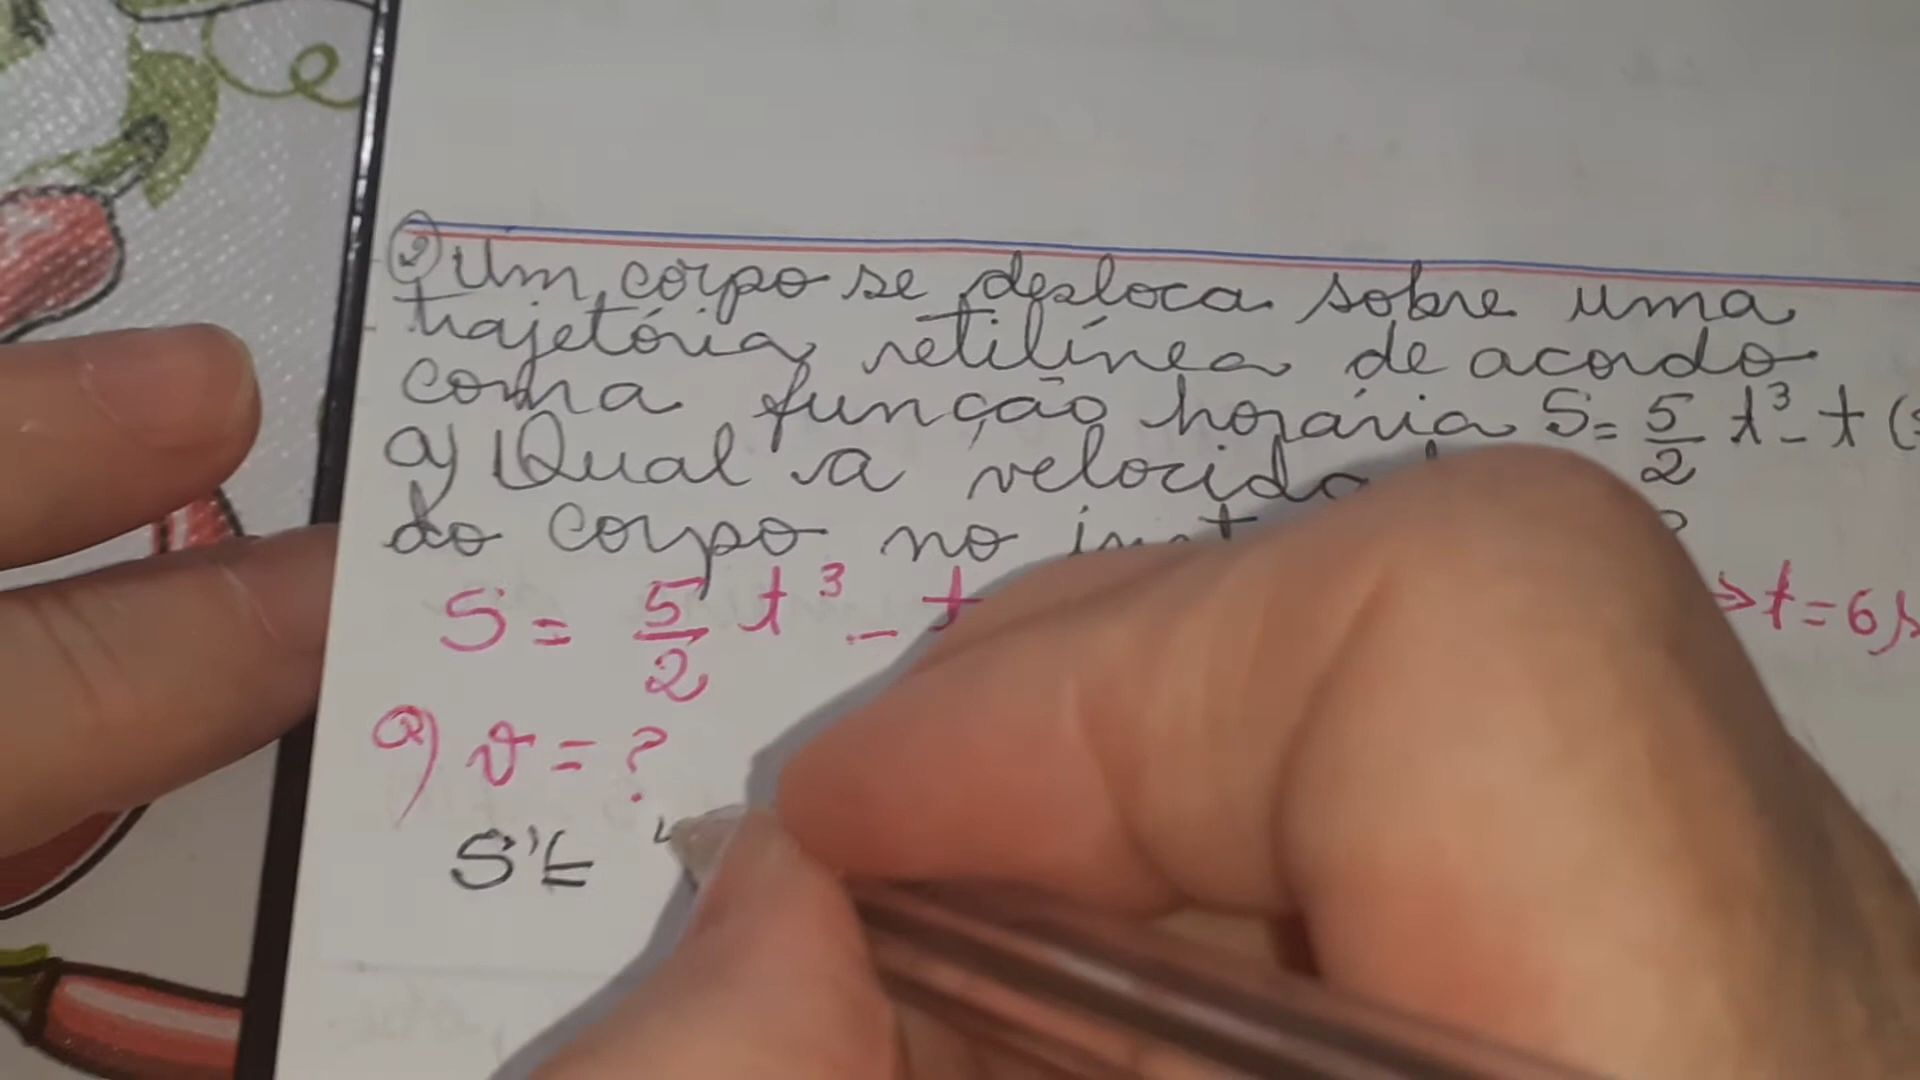 2) Um corpo se desloca sobre uma
trajetória retilínea de acordo
com a função horária S = 5/2 t³ - t (
a) Qual a
do corpo no
S = 5/2 t³ - t → t = 6s
a) v = ?
S' =